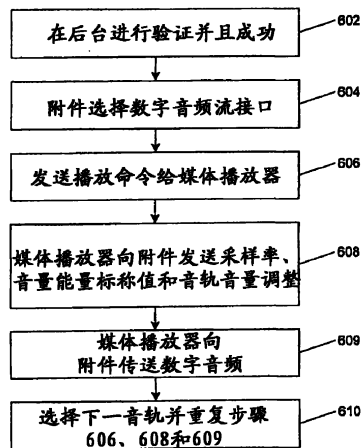 在后台进行验证并且成功
602
附件选择数字音频流接口
604
发送播放命令给媒体播放器
606
媒体播放器向附件发送采样率、
音量能量标称值和音轨音量调整
608
媒体播放器向
附件传送数字音频
609
选择下一音轨并重复步骤
606、608和609
610